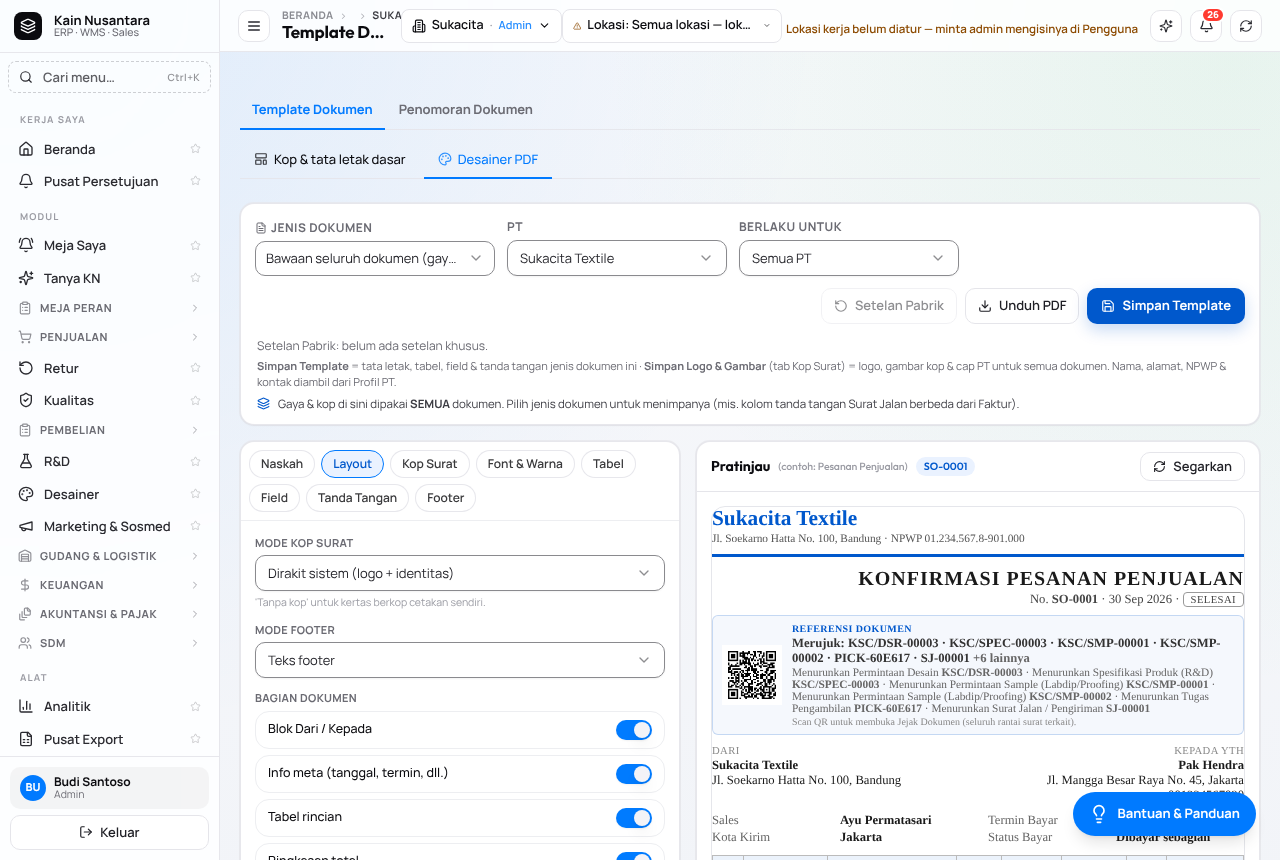 Kain Nusantara
ERP · WMS · Sales
Cari menu...
Ctrl+K
KERJA SAYA
Beranda
Pusat Persetujuan
MODUL
Meja Saya
Tanya KN
MEJA PERAN
PENJUALAN
Retur
Kualitas
PEMBELIAN
R&D
Desainer
Marketing & Sosmed
GUDANG & LOGISTIK
KEUANGAN
AKUNTANSI & PAJAK
SDM
ALAT
Analitik
Pusat Export
BU
Budi Santoso
Admin
Keluar
BERANDA › › SUKA
Template D...
Sukacita · Admin
Lokasi: Semua lokasi — lok...
Lokasi kerja belum diatur — minta admin mengisinya di Pengguna
26
Template Dokumen
Penomoran Dokumen
Kop & tata letak dasar
Desainer PDF
JENIS DOKUMEN
Bawaan seluruh dokumen (gay...
PT
Sukacita Textile
BERLAKU UNTUK
Semua PT
Setelan Pabrik
Unduh PDF
Simpan Template
Setelan Pabrik: belum ada setelan khusus.
Simpan Template = tata letak, tabel, field & tanda tangan jenis dokumen ini · Simpan Logo & Gambar (tab Kop Surat) = logo, gambar kop & cap PT untuk semua dokumen. Nama, alamat, NPWP &
kontak diambil dari Profil PT.
Gaya & kop di sini dipakai SEMUA dokumen. Pilih jenis dokumen untuk menimpanya (mis. kolom tanda tangan Surat Jalan berbeda dari Faktur).
Naskah
Layout
Kop Surat
Font & Warna
Tabel
Field
Tanda Tangan
Footer
MODE KOP SURAT
Dirakit sistem (logo + identitas)
'Tanpa kop' untuk kertas berkop cetakan sendiri.
MODE FOOTER
Teks footer
BAGIAN DOKUMEN
Blok Dari / Kepada
Info meta (tanggal, termin, dll.)
Tabel rincian
Ringkasan total
Pratinjau
(contoh: Pesanan Penjualan)
SO-0001
Segarkan
Sukacita Textile
Jl. Soekarno Hatta No. 100, Bandung · NPWP 01.234.567.8-901.000
KONFIRMASI PESANAN PENJUALAN
No. SO-0001 · 30 Sep 2026 · SELESAI
REFERENSI DOKUMEN
Merujuk: KSC/DSR-00003 · KSC/SPEC-00003 · KSC/SMP-00001 · KSC/SMP-
00002 · PICK-60E617 · SJ-00001 +6 lainnya
Menurunkan Permintaan Desain KSC/DSR-00003 · Menurunkan Spesifikasi Produk (R&D)
KSC/SPEC-00003 · Menurunkan Permintaan Sample (Labdip/Proofing) KSC/SMP-00001 ·
Menurunkan Permintaan Sample (Labdip/Proofing) KSC/SMP-00002 · Menurunkan Tugas
Pengambilan PICK-60E617 · Menurunkan Surat Jalan / Pengiriman SJ-00001
Scan QR untuk membuka Jejak Dokumen (seluruh rantai surat terkait).
DARI
Sukacita Textile
Jl. Soekarno Hatta No. 100, Bandung
KEPADA YTH
Pak Hendra
Jl. Mangga Besar Raya No. 45, Jakarta
Sales
Ayu Permatasari
Termin Bayar
Kota Kirim
Jakarta
Status Bayar
Dibayar sebagian
Bantuan & Panduan